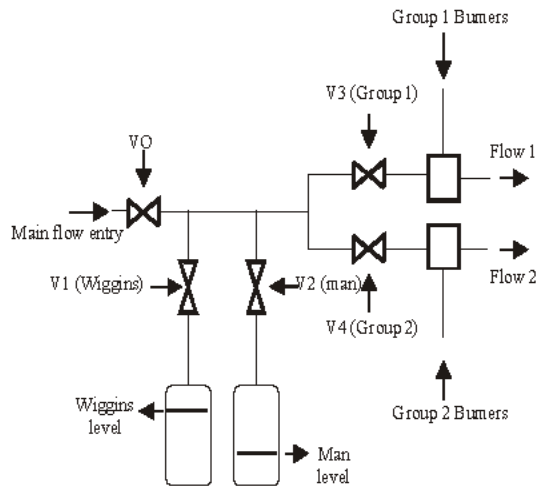 Group 1 Burners
V3 (Group 1)
VO
Flow 1
Main flow entry
Flow 2
V1 (Wiggins)
V2 (man)
V4 (Group 2)
Wiggins
level
Group 2 Burners
Man
level